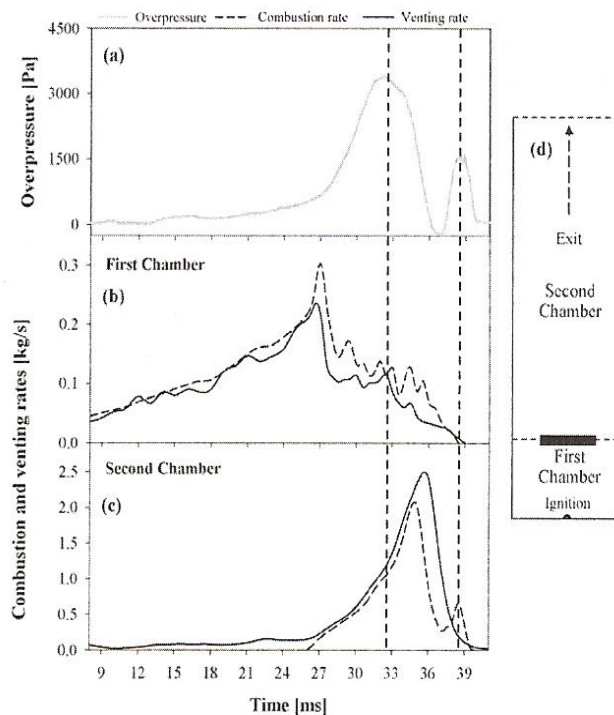 Overpressure Combustion rate Venting rate
(a)
Overpressure [Pa]
4500
3000
1500
0
First Chamber
(b)
0.3
0.2
0.1
0.0
Second Chamber
(c)
Combustion and venting rates [kg/s]
2.5
2.0
1.5
1.0
0.5
0.0
9 12 15 18 21 24 27 30 33 36 39
Time [ms]
(d)
Exit
Second
Chamber
First
Chamber
Ignition